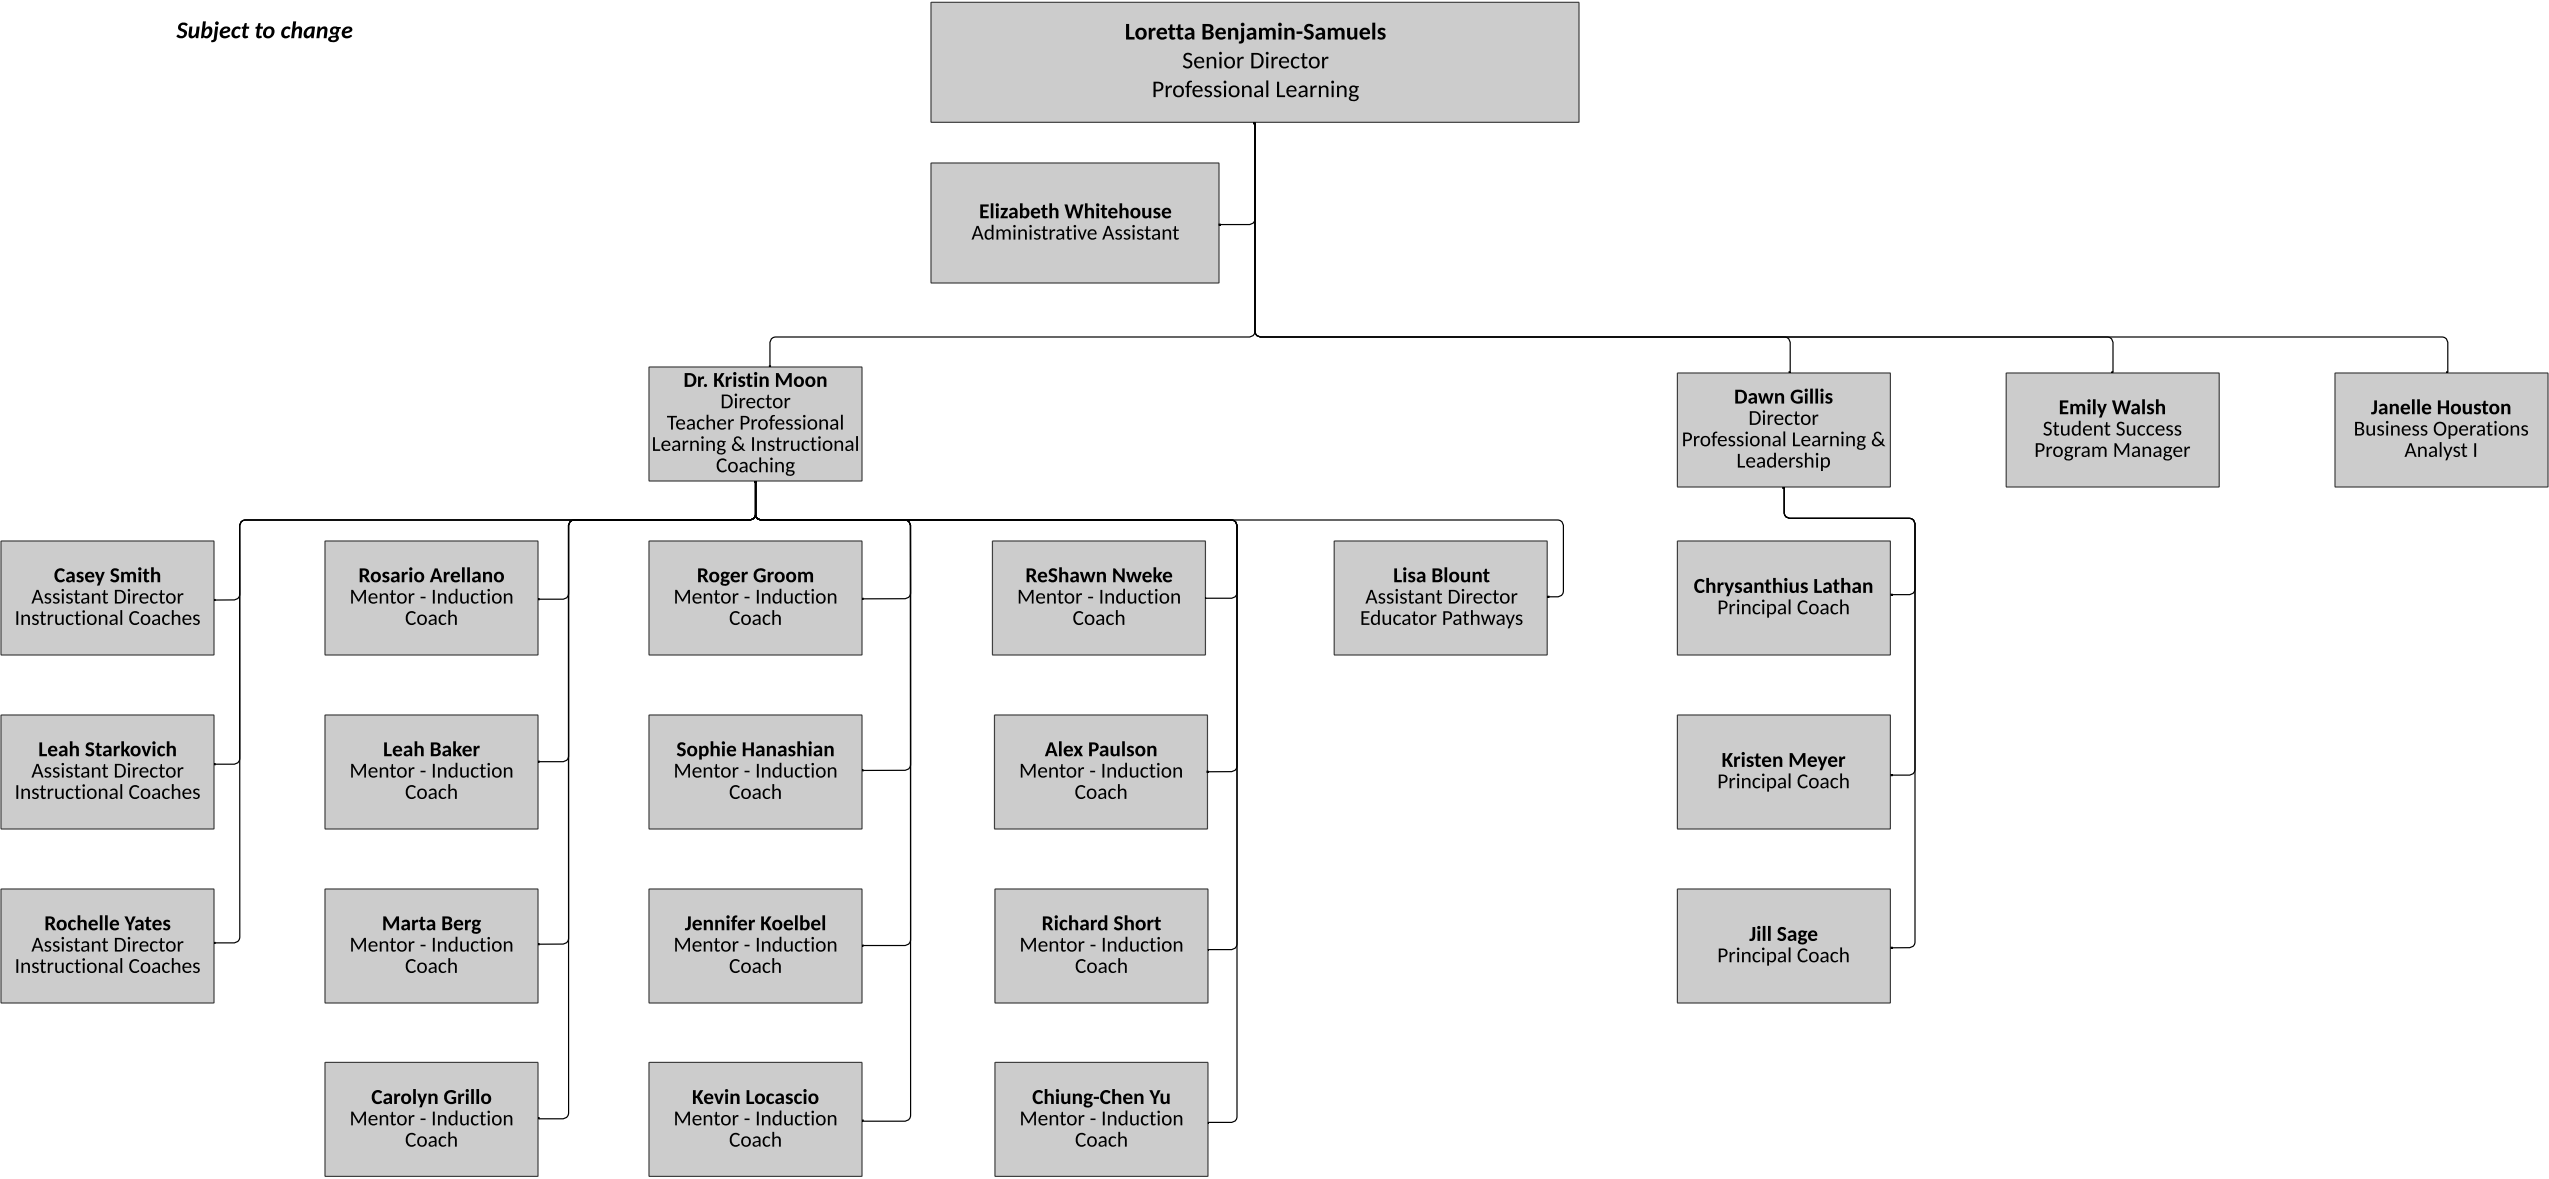 Subject to change
Loretta Benjamin-Samuels
Senior Director
Professional Learning
Elizabeth Whitehouse
Administrative Assistant
Dr. Kristin Moon
Director
Teacher Professional
Learning & Instructional
Coaching
Dawn Gillis
Director
Professional Learning &
Leadership
Emily Walsh
Student Success
Program Manager
Janelle Houston
Business Operations
Analyst I
Casey Smith
Assistant Director
Instructional Coaches
Rosario Arellano
Mentor - Induction
Coach
Roger Groom
Mentor - Induction
Coach
ReShawn Nweke
Mentor - Induction
Coach
Lisa Blount
Assistant Director
Educator Pathways
Chrysanthius Lathan
Principal Coach
Leah Starkovich
Assistant Director
Instructional Coaches
Leah Baker
Mentor - Induction
Coach
Sophie Hanashian
Mentor - Induction
Coach
Alex Paulson
Mentor - Induction
Coach
Kristen Meyer
Principal Coach
Rochelle Yates
Assistant Director
Instructional Coaches
Marta Berg
Mentor - Induction
Coach
Jennifer Koelbel
Mentor - Induction
Coach
Richard Short
Mentor - Induction
Coach
Jill Sage
Principal Coach
Carolyn Grillo
Mentor - Induction
Coach
Kevin Locascio
Mentor - Induction
Coach
Chiung-Chen Yu
Mentor - Induction
Coach